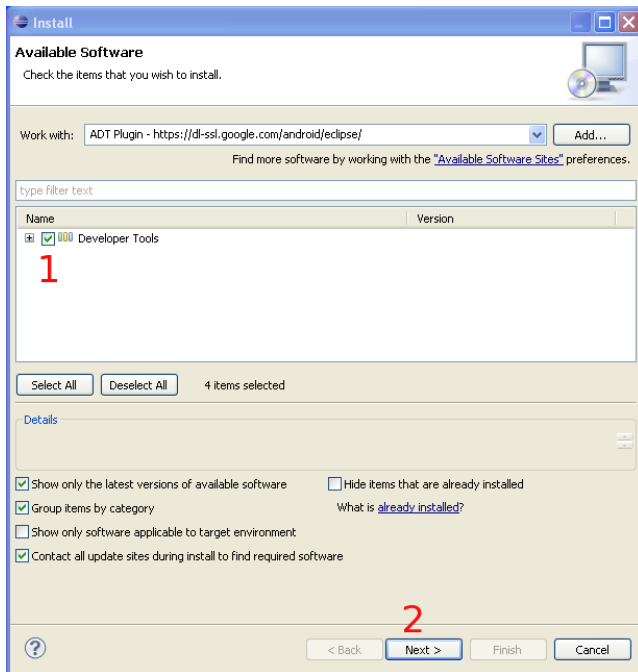 Install
Available Software
Check the items that you wish to install.
Work with: ADT Plugin - https://dl-ssl.google.com/android/eclipse/ Add...
Find more software by working with the "Available Software Sites" preferences.
type filter text
Name Version
Developer Tools
1
Select All Deselect All 4 items selected
Details
Show only the latest versions of available software Hide items that are already installed
Group items by category What is already installed?
Show only software applicable to target environment
Contact all update sites during install to find required software
2
? < Back Next > Finish Cancel